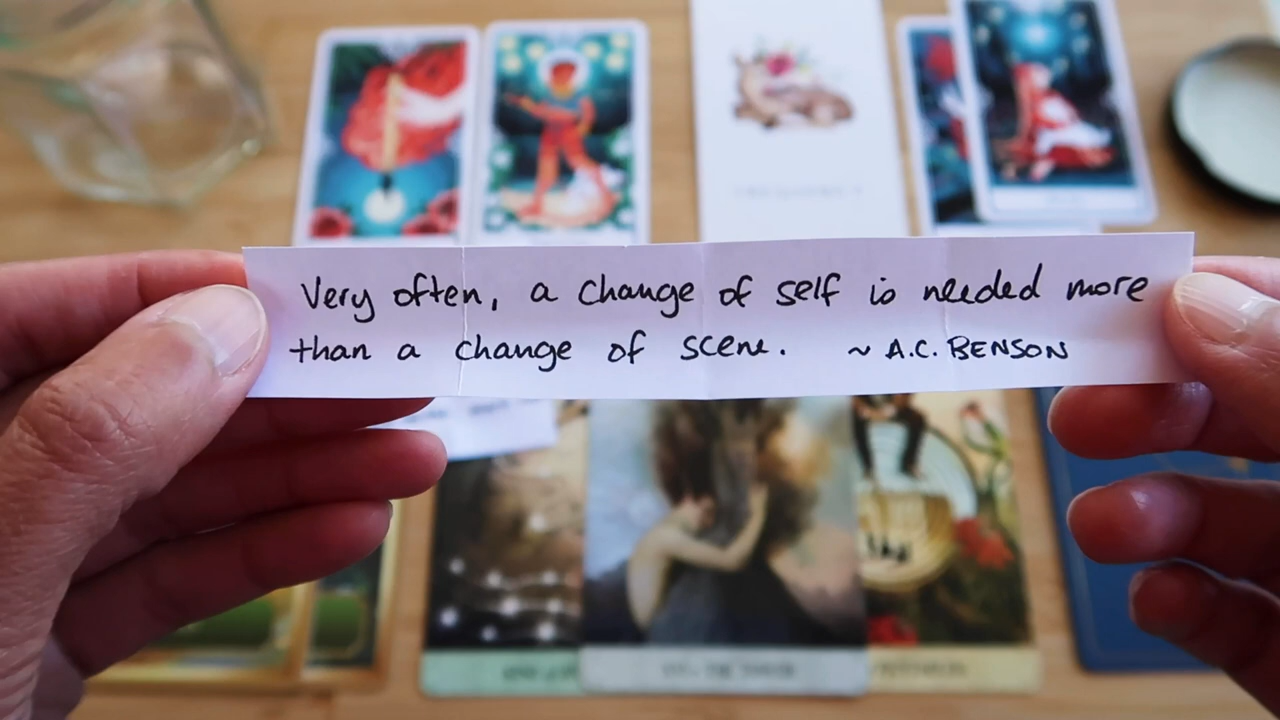 Very often, a change of self is needed more
than a change of scene. ~ A.C. BENSON